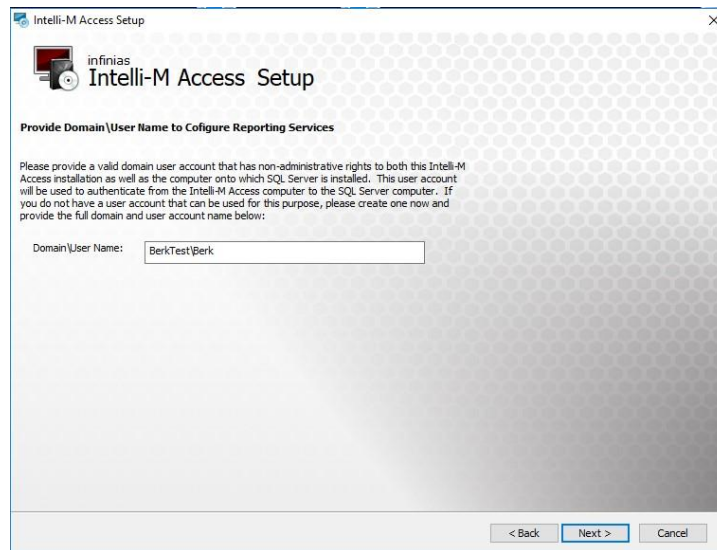 Intelli-M Access Setup
infinias
Intelli-M Access Setup
Provide Domain\User Name to Cofigure Reporting Services
Please provide a valid domain user account that has non-administrative rights to both this Intelli-M
Access installation as well as the computer onto which SQL Server is installed. This user account
will be used to authenticate from the Intelli-M Access computer to the SQL Server computer. If
you do not have a user account that can be used for this purpose, please create one now and
provide the full domain and user account name below:
Domain\User Name: BerkTest\Berk
< Back Next > Cancel